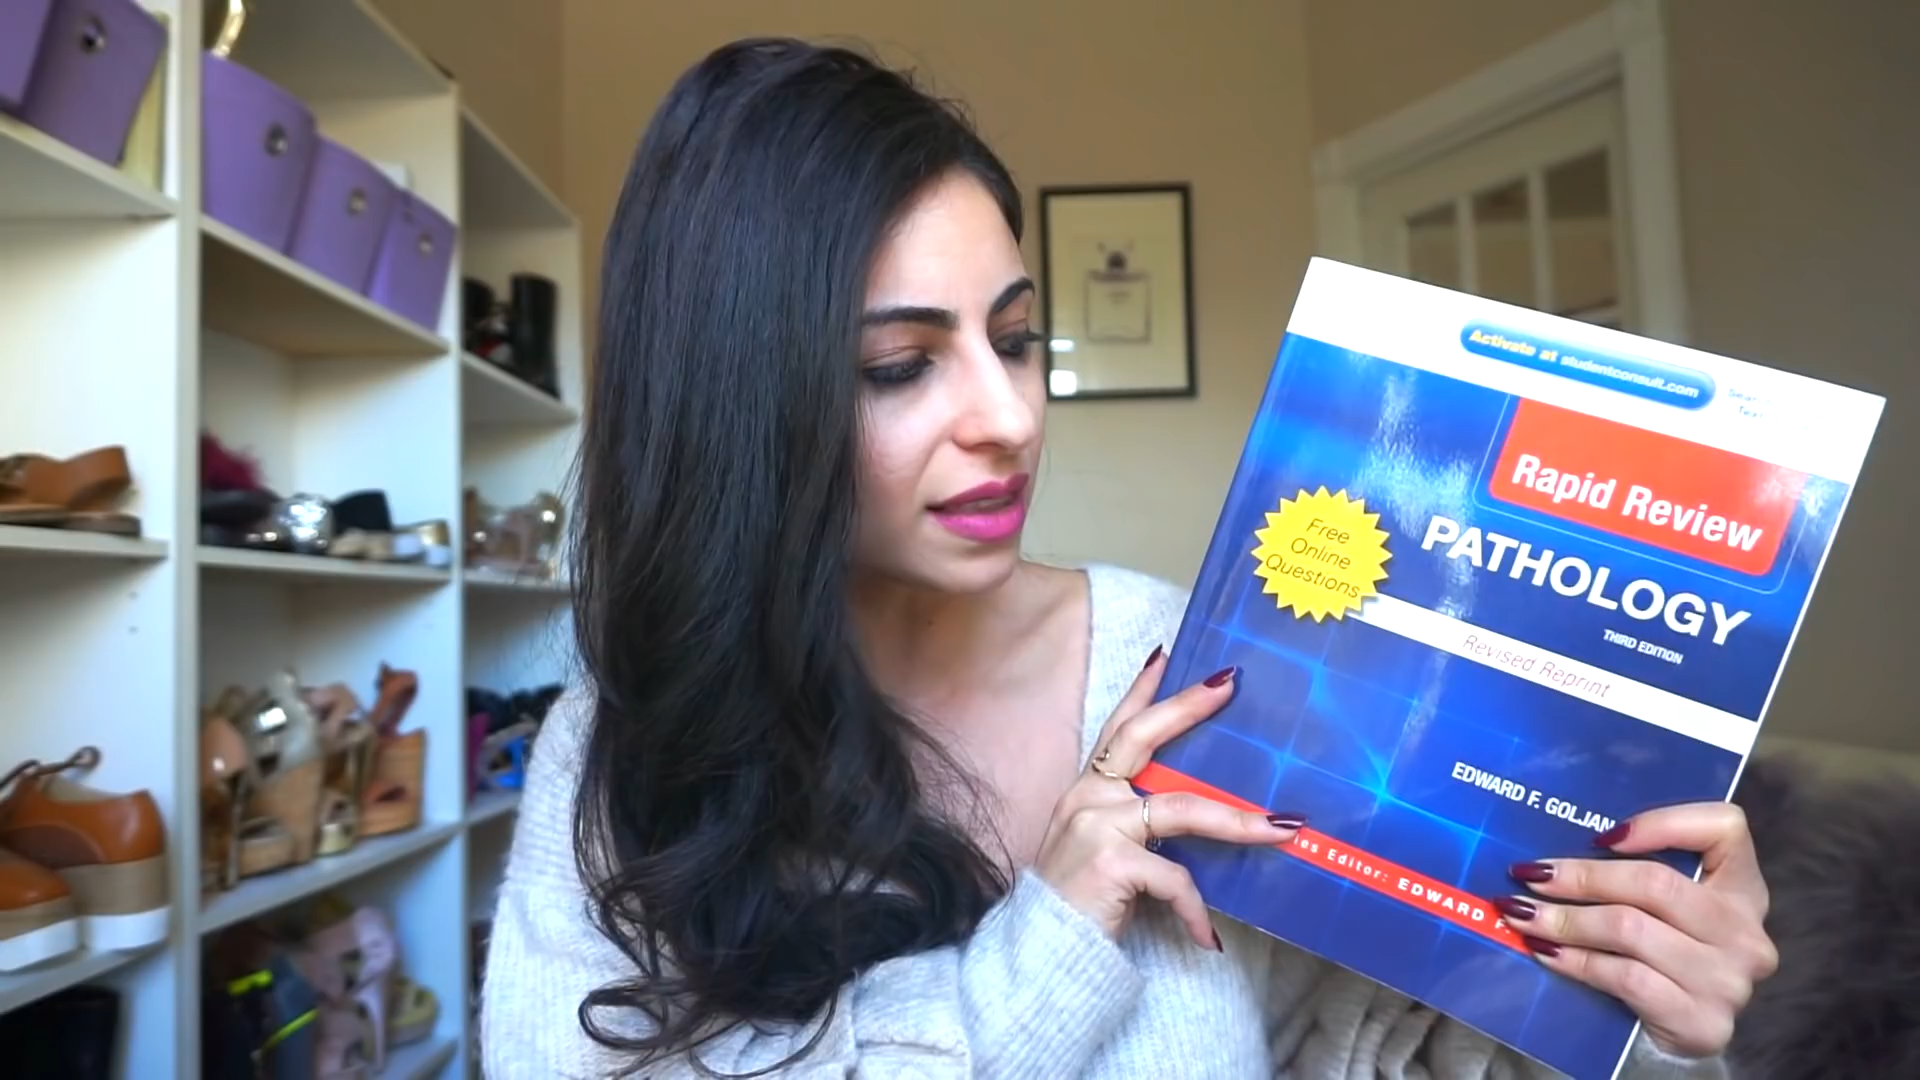 Activate at studentconsult.com
Rapid Review
PATHOLOGY
THIRD EDITION
Free
Online
Questions
Revised Reprint
EDWARD F. GOLJAN
Editor: EDWARD F.